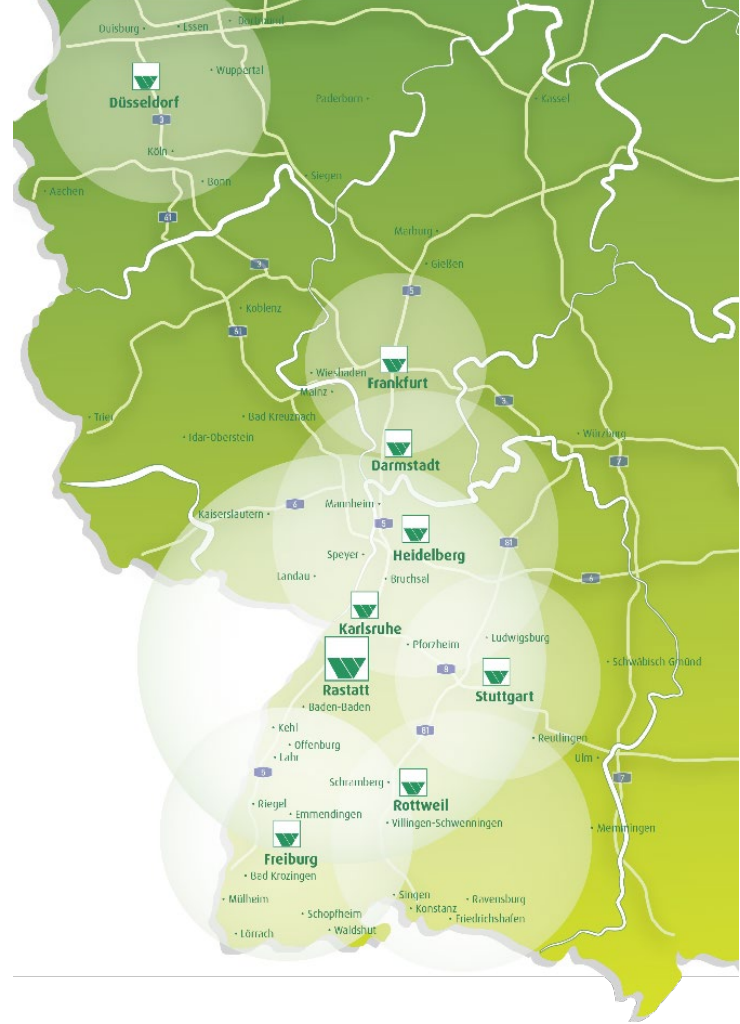 Dortmund
Duisburg
Essen
Wuppertal
Düsseldorf
Paderborn
Kassel
3
Köln
Siegen
Bonn
Aachen
61
Marburg
Gießen
3
5
Koblenz
61
Wiesbaden
Frankfurt
Mainz
3
Trier
Bad Kreuznach
Idar-Oberstein
Würzburg
Darmstadt
7
Kaiserslautern
6
Mannheim
5
Heidelberg
81
Speyer
Landau
Bruchsal
6
Karlsruhe
Pforzheim
Ludwigsburg
8
Schwäbisch Gmünd
Rastatt
Stuttgart
Baden-Baden
Kehl
81
Offenburg
Reutlingen
Lahr
Ulm
5
Schramberg
7
Rottweil
Riegel
Emmendingen
Villingen-Schwenningen
Memmingen
Freiburg
Bad Krozingen
Mülheim
Singen
Ravensburg
Konstanz
Schopfheim
Friedrichshafen
Lörrach
Waldshut